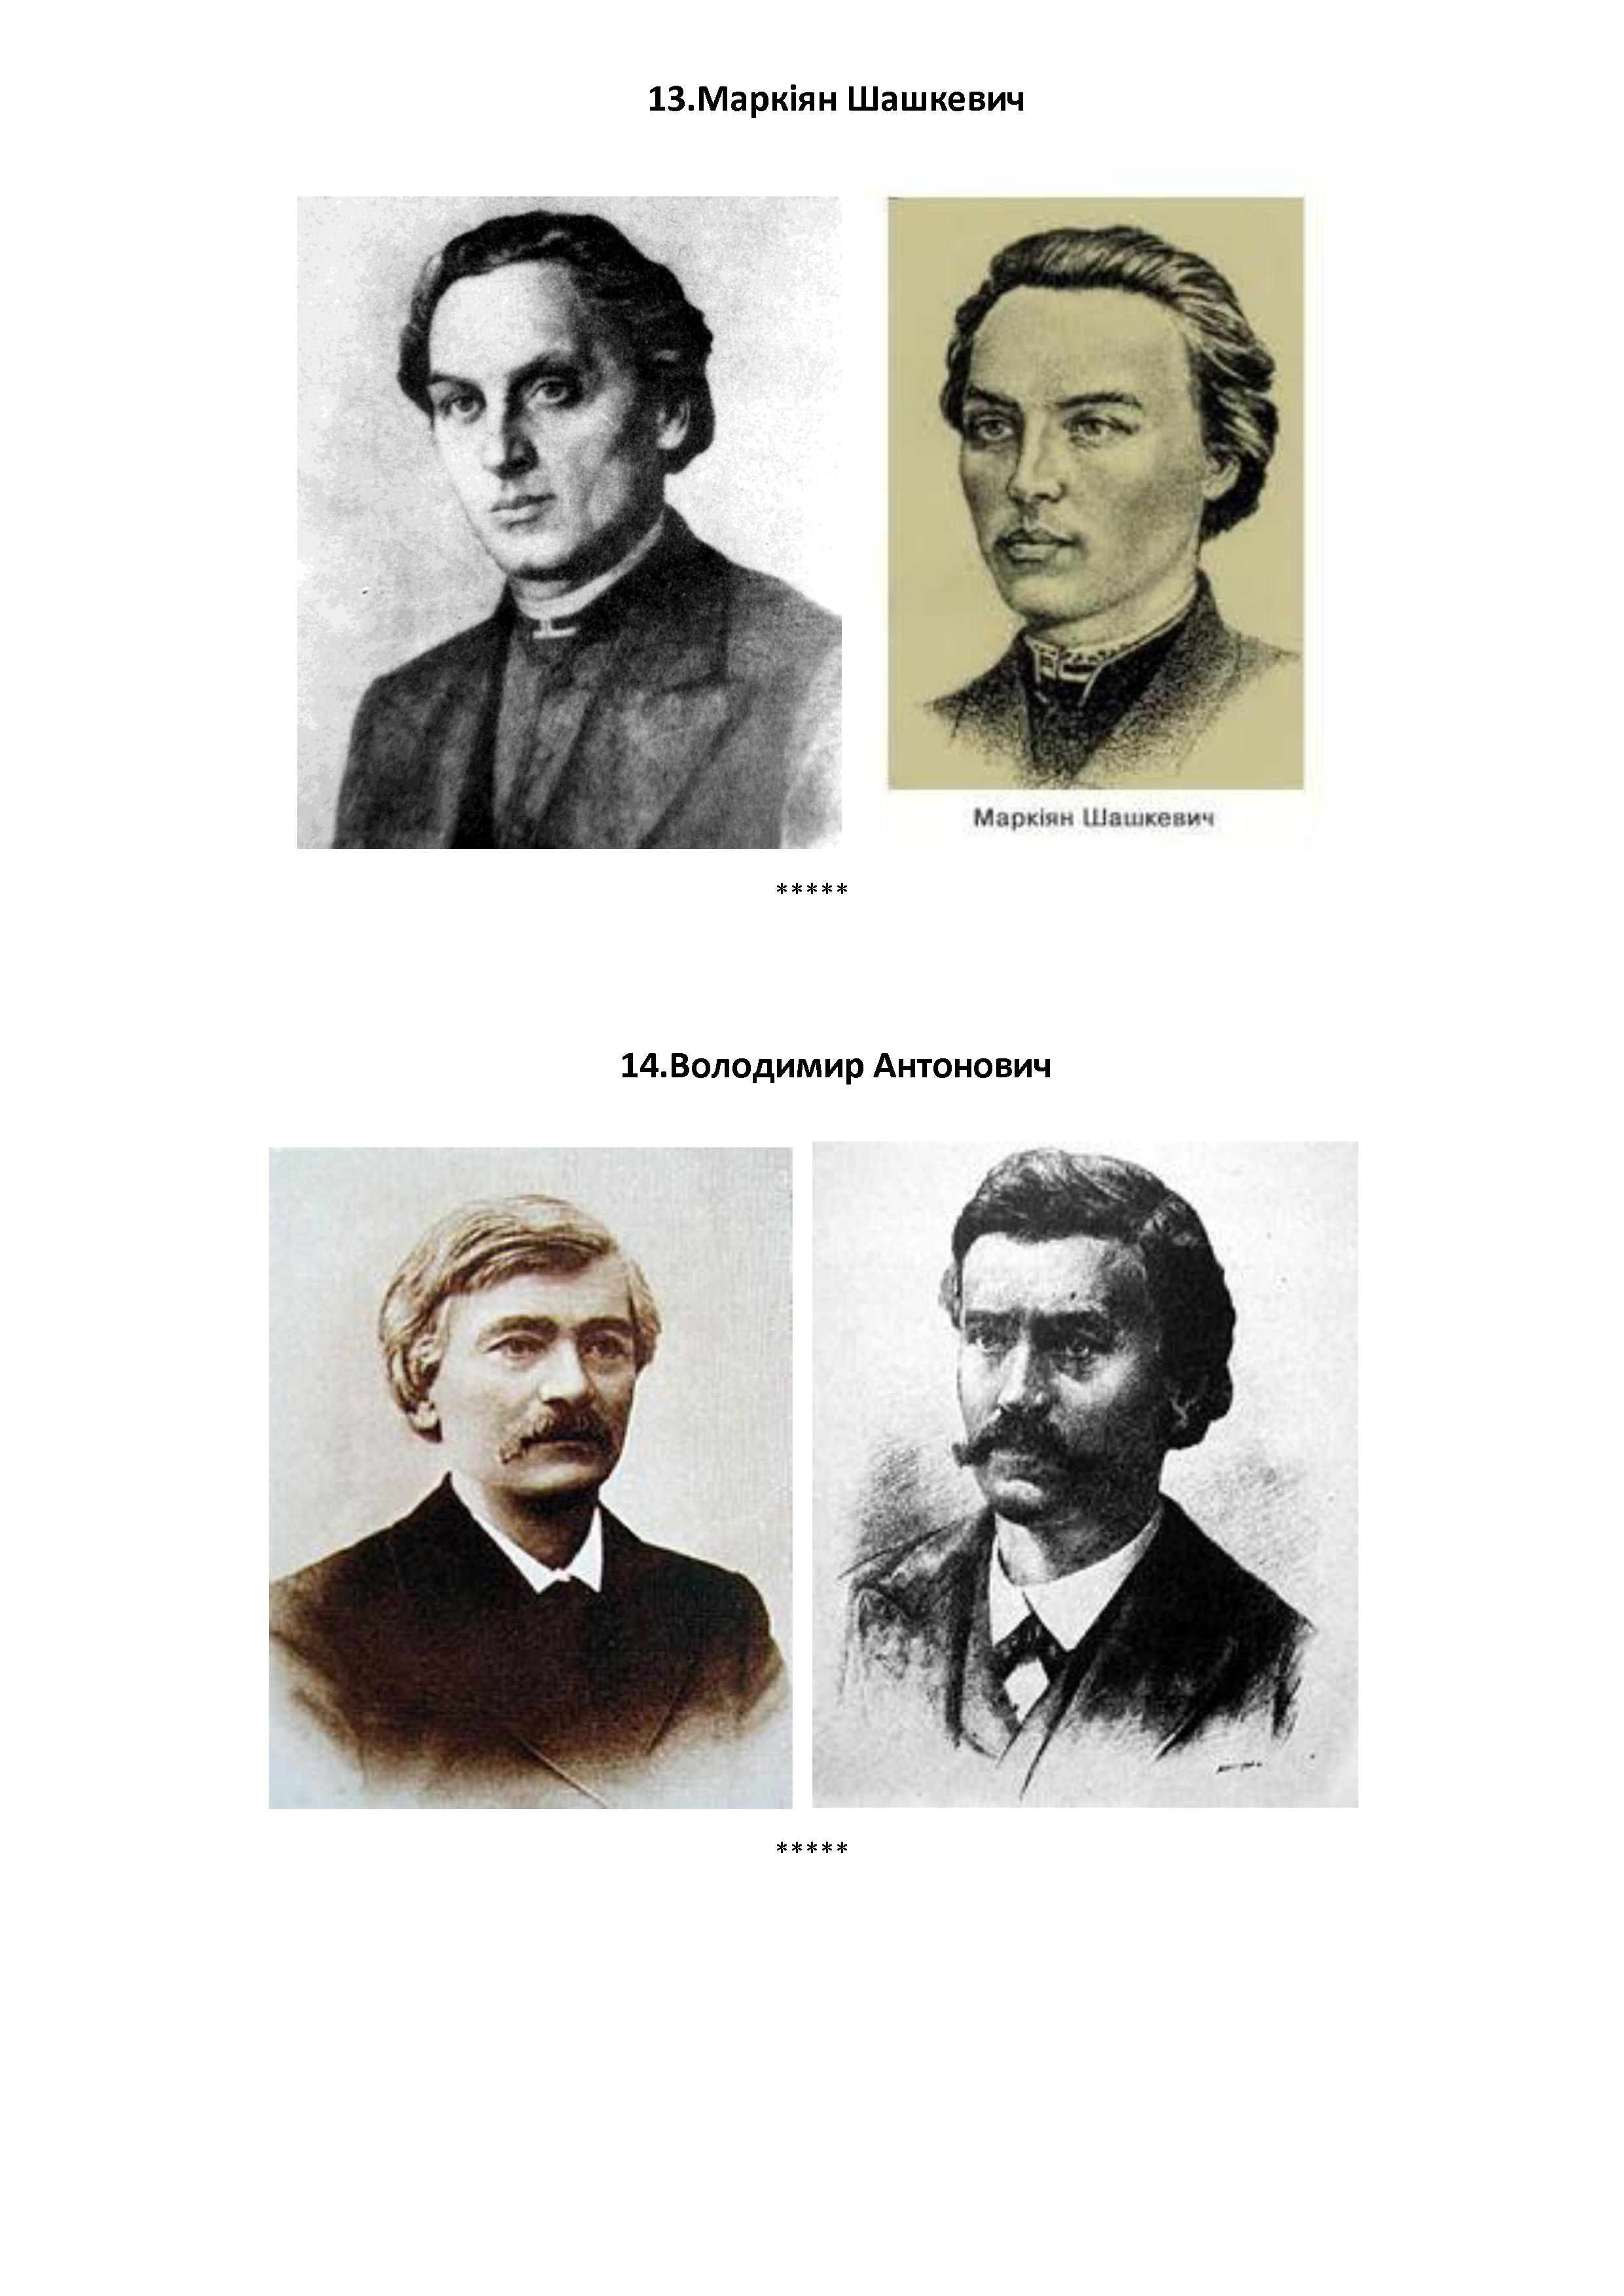 13.Маркіян Шашкевич
Маркіян Шашкевич
*****
14.Володимир Антонович
*****